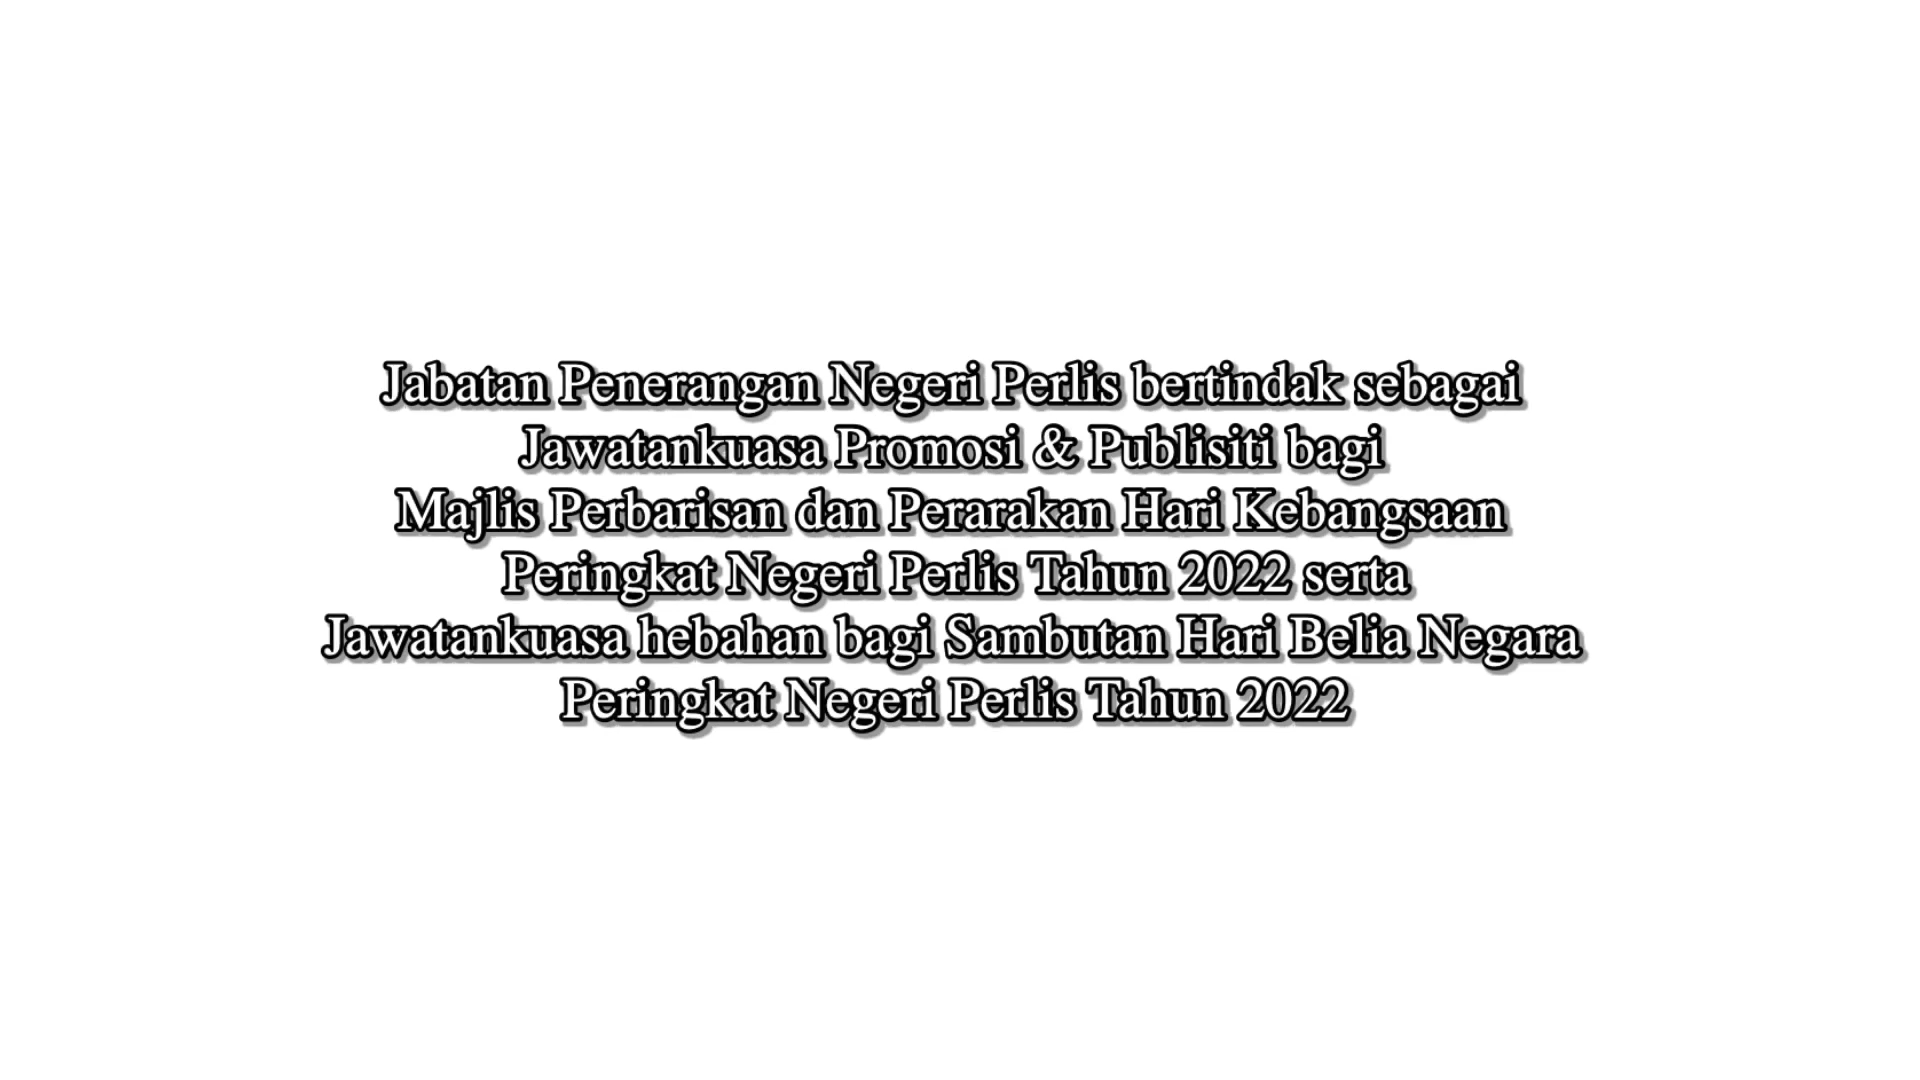 Jabatan Penerangan Negeri Perlis bertindak sebagai
Jawatankuasa Promosi & Publisiti bagi
Majlis Perbarisan dan Perarakan Hari Kebangsaan
Peringkat Negeri Perlis Tahun 2022 serta
Jawatankuasa hebahan bagi Sambutan Hari Belia Negara
Peringkat Negeri Perlis Tahun 2022